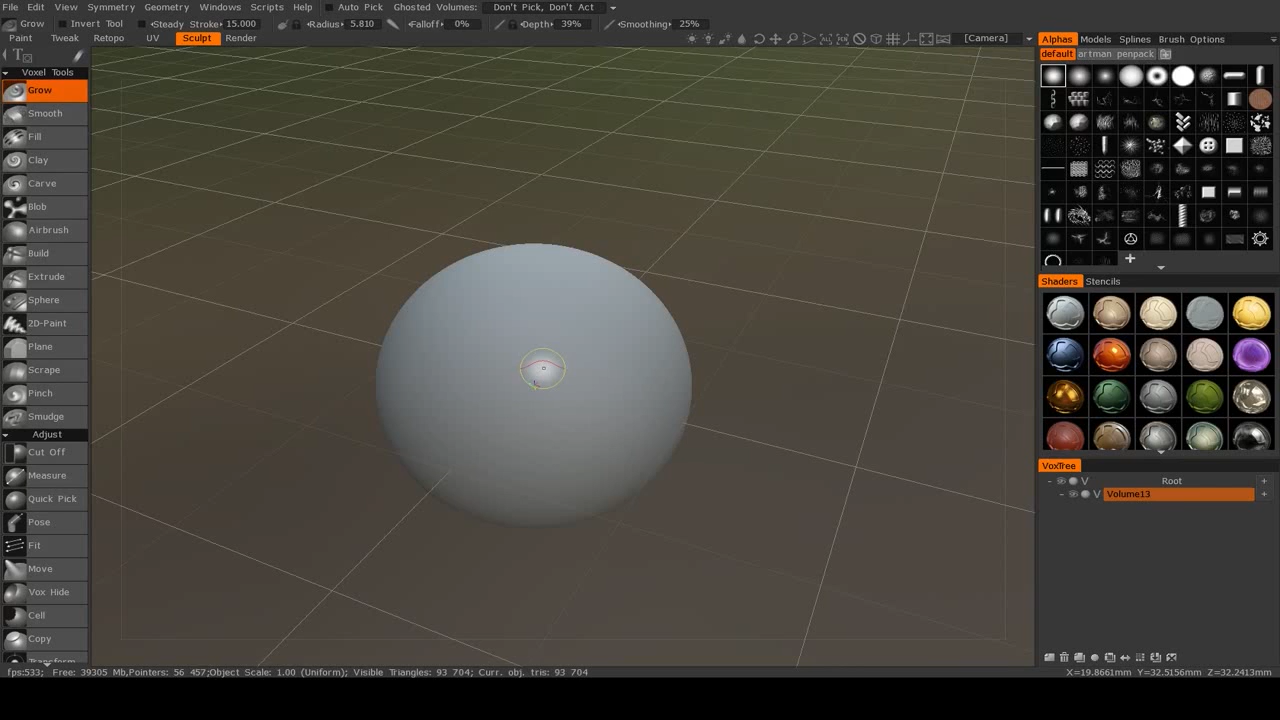 File Edit View Symmetry Geometry Windows Scripts Help Auto Pick Ghosted Volumes: Don't Pick, Don't Act
Grow Invert Tool Steady Stroke 15.000 Radius 5.810 Falloff 0% Depth 39% Smoothing 25%
Paint Tweak Retopo UV Sculpt Render [Camera]
Alphas Models Splines Brush Options
default artman penpack
Voxel Tools
Grow
Smooth
Fill
Clay
Carve
Blob
Airbrush
Build
Extrude
Sphere
2D-Paint
Plane
Scrape
Pinch
Smudge
Adjust
Cut Off
Measure
Quick Pick
Pose
Fit
Move
Vox Hide
Cell
Copy
Transform
Shaders Stencils
VoxTree
- V Root +
- V Volume13 +
fps:533; Free: 39305 Mb,Pointers: 56 457;Object Scale: 1.00 (Uniform); Visible Triangles: 93 704; Curr. obj. tris: 93 704
X=19.8661mm Y=32.5156mm Z=32.2413mm